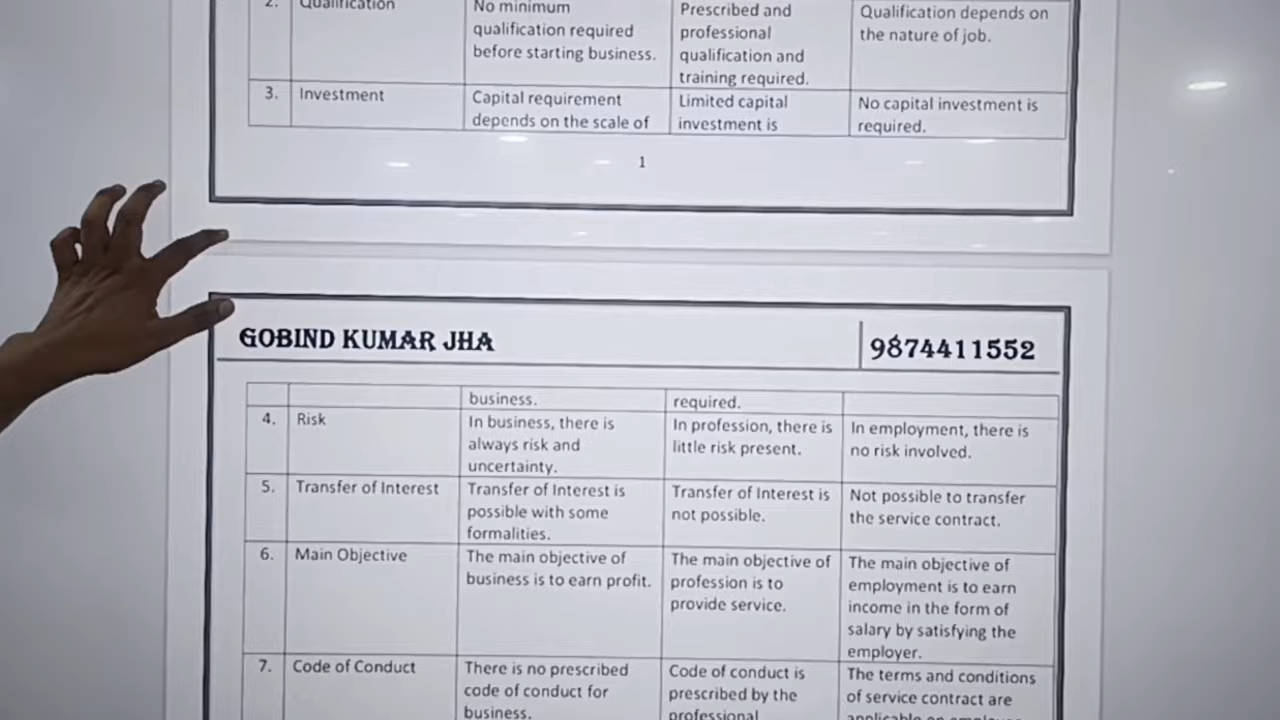 2. Qualification
No minimum
qualification required
before starting business.
Prescribed and
professional
qualification and
training required.
Qualification depends on
the nature of job.
3. Investment
Capital requirement
depends on the scale of
Limited capital
investment is
No capital investment is
required.
1
GOBIND KUMAR JHA
9874411552
business.
required.
4. Risk
In business, there is
always risk and
uncertainty.
In profession, there is
little risk present.
In employment, there is
no risk involved.
5. Transfer of Interest
Transfer of Interest is
possible with some
formalities.
Transfer of Interest is
not possible.
Not possible to transfer
the service contract.
6. Main Objective
The main objective of
business is to earn profit.
The main objective of
profession is to
provide service.
The main objective of
employment is to earn
income in the form of
salary by satisfying the
employer.
7. Code of Conduct
There is no prescribed
code of conduct for
business.
Code of conduct is
prescribed by the
professional
The terms and conditions
of service contract are
applicable on